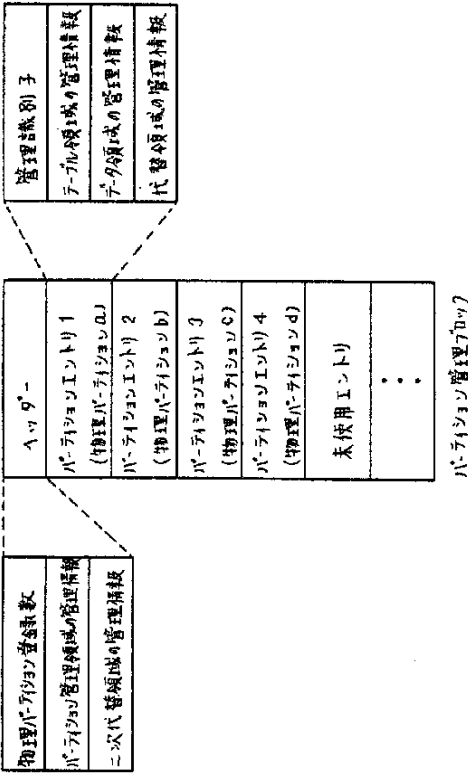 物理パーティション登録数
パーティション管理領域の管理情報
二次代替領域の管理情報
ヘッダー
パーティションエントリ1
(物理パーティションa)
パーティションエントリ2
(物理パーティションb)
パーティションエントリ3
(物理パーティションc)
パーティションエントリ4
(物理パーティションd)
未使用エントリ
パーティション管理ブロック
管理識別子
テーブル領域の管理情報
データ領域の管理情報
代替領域の管理情報